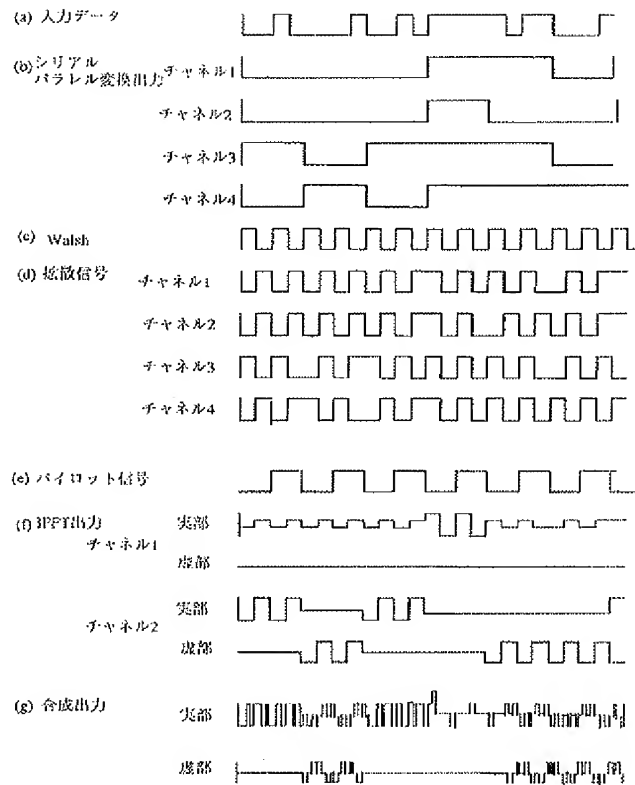 (a) 入力データ
(b) シリアル
パラレル変換出力
チャネル1
チャネル2
チャネル3
チャネル4
(c) Walsh
(d) 拡散信号
チャネル1
チャネル2
チャネル3
チャネル4
(e) パイロット信号
(f) IFFT出力
実部
チャネル1
虚部
実部
チャネル2
虚部
(g) 合成出力
実部
虚部